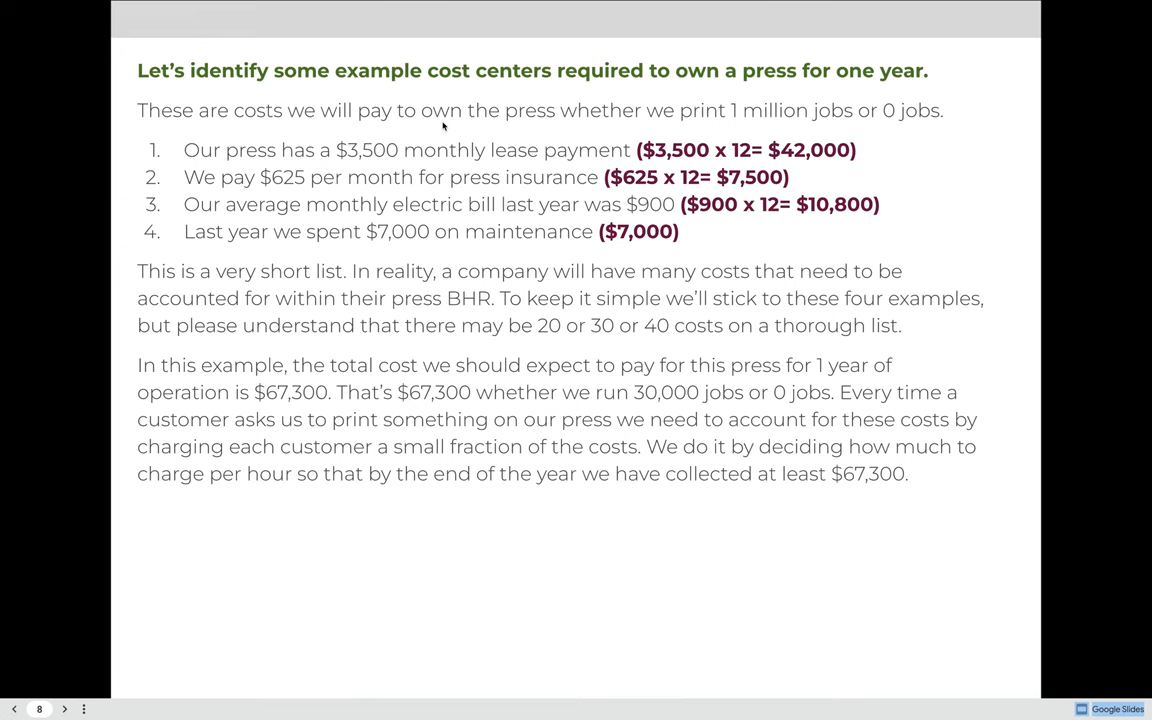 Let's identify some example cost centers required to own a press for one year.
These are costs we will pay to own the press whether we print 1 million jobs or 0 jobs.
1. Our press has a $3,500 monthly lease payment ($3,500 x 12= $42,000)
2. We pay $625 per month for press insurance ($625 x 12= $7,500)
3. Our average monthly electric bill last year was $900 ($900 x 12= $10,800)
4. Last year we spent $7,000 on maintenance ($7,000)
This is a very short list. In reality, a company will have many costs that need to be
accounted for within their press BHR. To keep it simple we'll stick to these four examples,
but please understand that there may be 20 or 30 or 40 costs on a thorough list.
In this example, the total cost we should expect to pay for this press for 1 year of
operation is $67,300. That's $67,300 whether we run 30,000 jobs or 0 jobs. Every time a
customer asks us to print something on our press we need to account for these costs by
charging each customer a small fraction of the costs. We do it by deciding how much to
charge per hour so that by the end of the year we have collected at least $67,300.
8
Google Slides